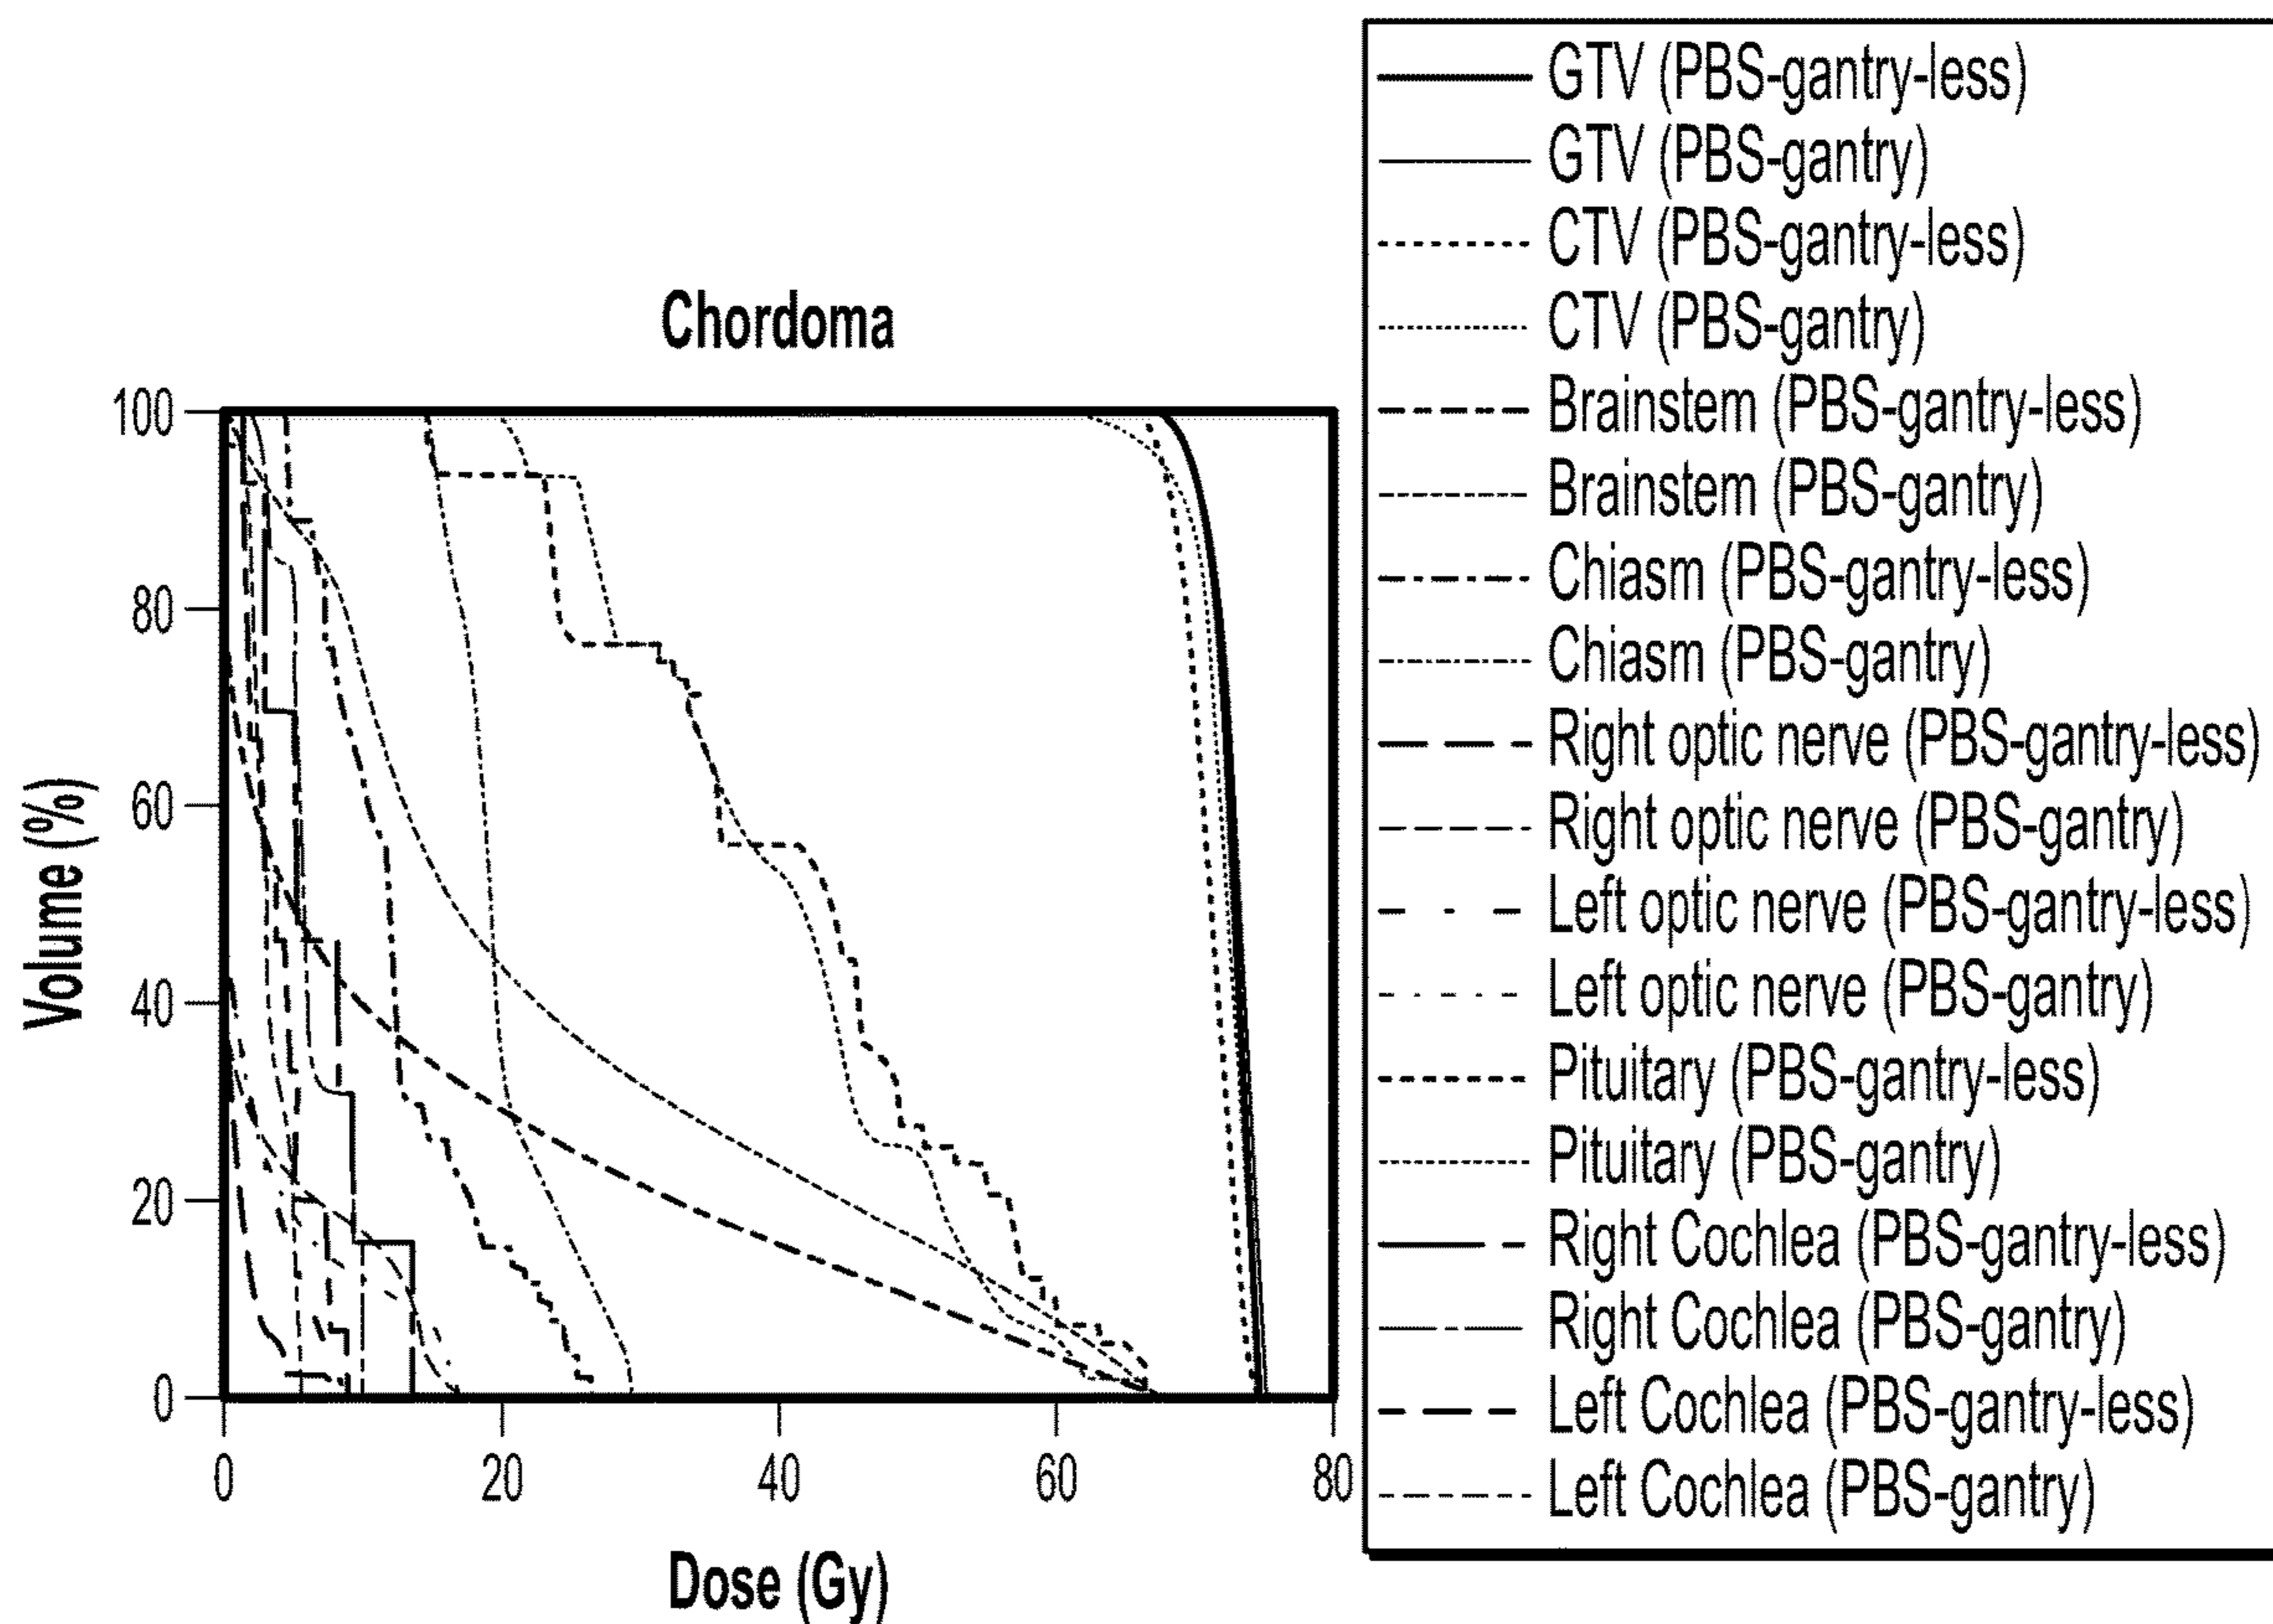 Chordoma
100
80
60
40
20
0
Volume (%)
0 20 40 60 80
Dose (Gy)
GTV (PBS-gantry-less)
GTV (PBS-gantry)
CTV (PBS-gantry-less)
CTV (PBS-gantry)
Brainstem (PBS-gantry-less)
Brainstem (PBS-gantry)
Chiasm (PBS-gantry-less)
Chiasm (PBS-gantry)
Right optic nerve (PBS-gantry-less)
Right optic nerve (PBS-gantry)
Left optic nerve (PBS-gantry-less)
Left optic nerve (PBS-gantry)
Pituitary (PBS-gantry-less)
Pituitary (PBS-gantry)
Right Cochlea (PBS-gantry-less)
Right Cochlea (PBS-gantry)
Left Cochlea (PBS-gantry-less)
Left Cochlea (PBS-gantry)